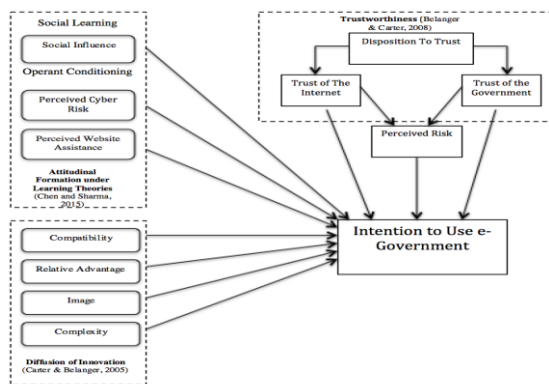 Social Learning
Social Influence
Operant Conditioning
Perceived Cyber
Risk
Perceived Website
Assistance
Attitudinal
Formation under
Learning Theories
(Chen and Sharma,
2015)
Compatibility
Relative Advantage
Image
Complexity
Diffusion of Innovation
(Carter & Belanger, 2005)
Trustworthiness (Belanger
& Carter, 2008)
Disposition To Trust
Trust of The
Internet
Trust of the
Government
Perceived Risk
Intention to Use e-
Government